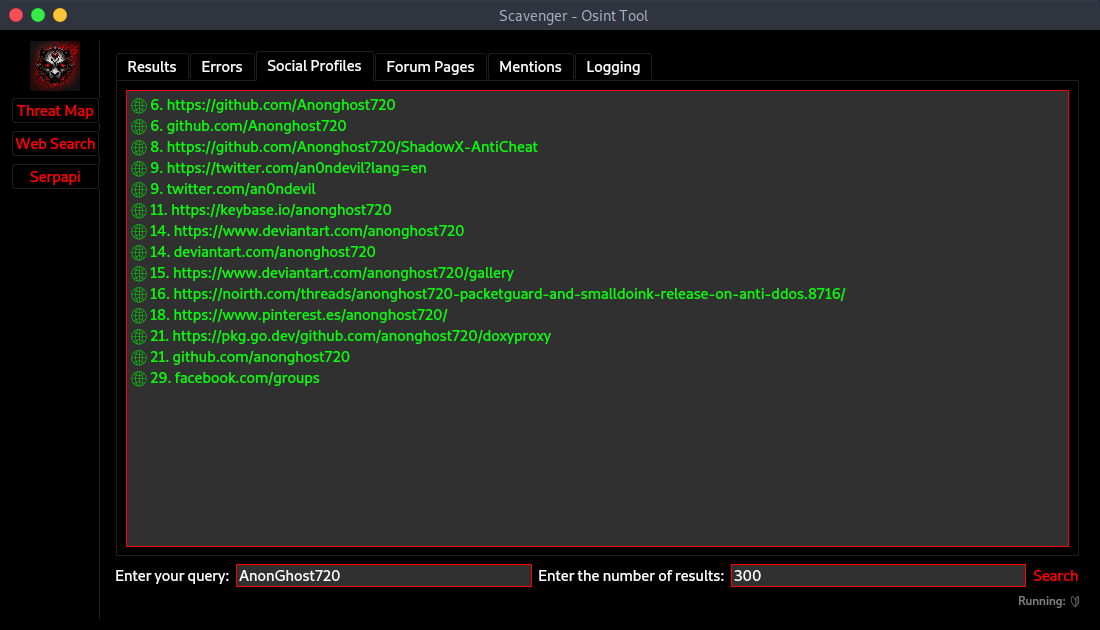 Scavenger - Osint Tool
Results Errors Social Profiles Forum Pages Mentions Logging
Threat Map
Web Search
Serpapi
6. https://github.com/Anonghost720
6. github.com/Anonghost720
8. https://github.com/Anonghost720/ShadowX-AntiCheat
9. https://twitter.com/an0ndevil?lang=en
9. twitter.com/an0ndevil
11. https://keybase.io/anonghost720
14. https://www.deviantart.com/anonghost720
14. deviantart.com/anonghost720
15. https://www.deviantart.com/anonghost720/gallery
16. https://noirth.com/threads/anonghost720-packetguard-and-smalldoink-release-on-anti-ddos.8716/
18. https://www.pinterest.es/anonghost720/
21. https://pkg.go.dev/github.com/anonghost720/doxyproxy
21. github.com/anonghost720
29. facebook.com/groups
Enter your query: AnonGhost720 Enter the number of results: 300 Search
Running: